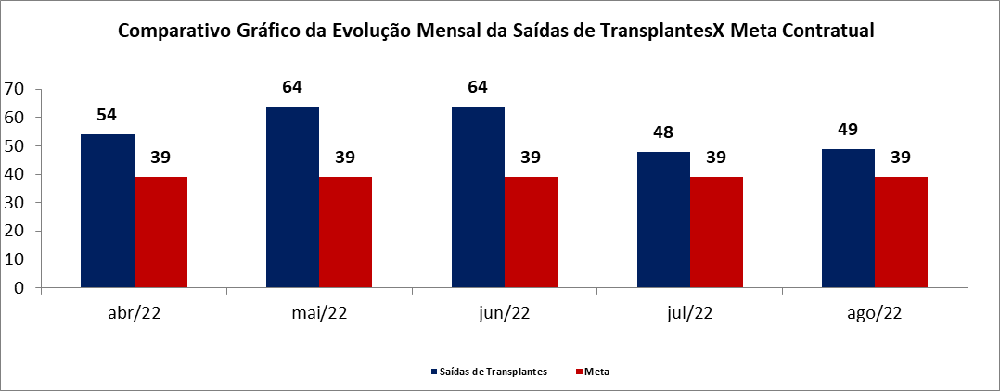 Comparativo Gráfico da Evolução Mensal da Saídas de TransplantesX Meta Contratual
70
60
50
40
30
20
10
0
54
39
64
39
64
39
48
39
49
39
abr/22
mai/22
jun/22
jul/22
ago/22
Saídas de Transplantes
Meta